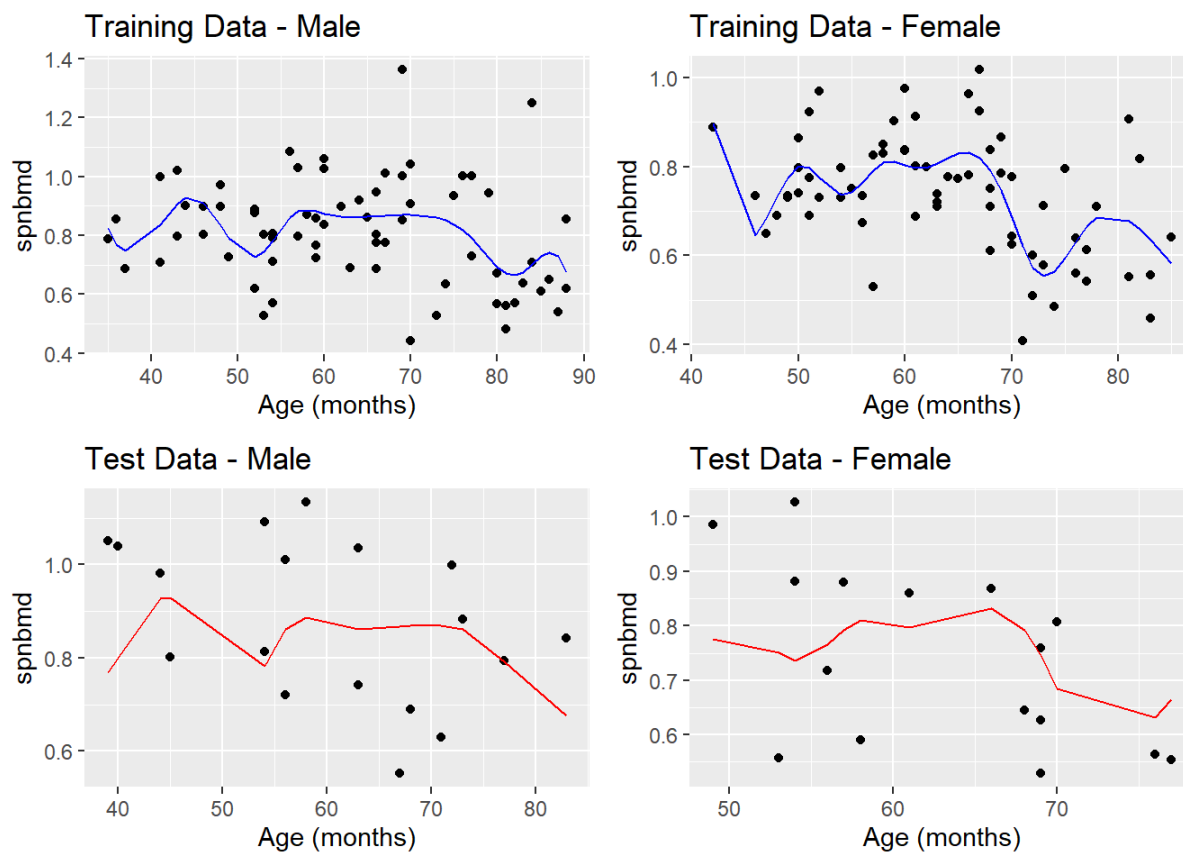 Training Data - Male
1.4
1.2
1.0
0.8
0.6
0.4
spnbmd
40 50 60 70 80 90
Age (months)
Training Data - Female
1.0
0.8
0.6
0.4
spnbmd
40 50 60 70 80
Age (months)
Test Data - Male
1.0
0.8
0.6
spnbmd
40 50 60 70 80
Age (months)
Test Data - Female
1.0
0.9
0.8
0.7
0.6
spnbmd
50 60 70
Age (months)